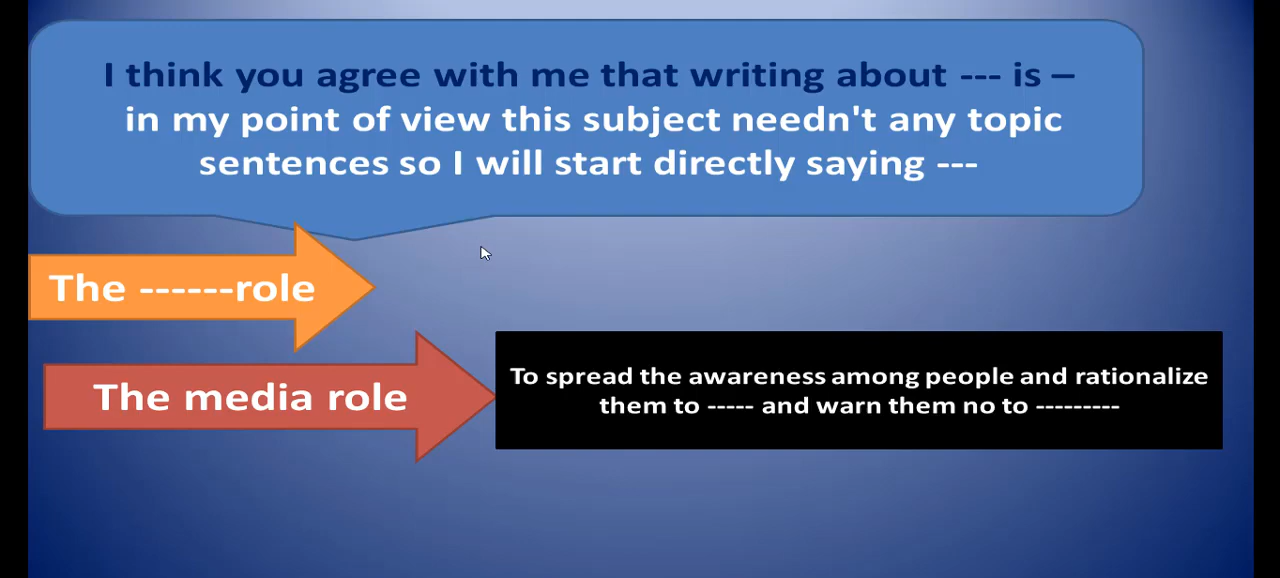 I think you agree with me that writing about --- is –
in my point of view this subject needn't any topic
sentences so I will start directly saying ---
The ------role
The media role
To spread the awareness among people and rationalize
them to ----- and warn them no to ---------